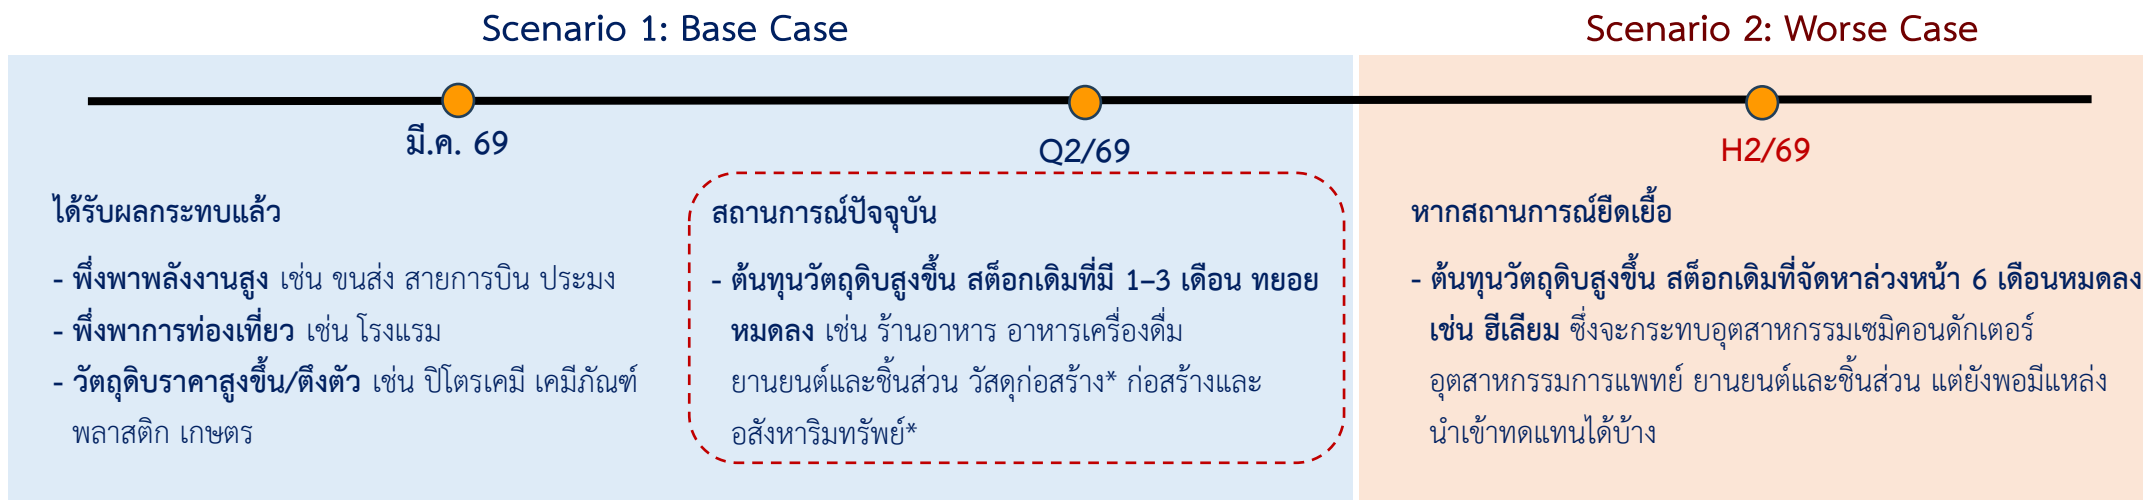 Scenario 1: Base Case
Scenario 2: Worse Case
มี.ค. 69
Q2/69
H2/69
ได้รับผลกระทบแล้ว
- พึ่งพาพลังงานสูง เช่น ขนส่ง สายการบิน ประมง
- พึ่งพาการท่องเที่ยว เช่น โรงแรม
- วัตถุดิบราคาสูงขึ้น/ตึงตัว เช่น ปิโตรเคมี เคมีภัณฑ์
พลาสติก เกษตร
สถานการณ์ปัจจุบัน
- ต้นทุนวัตถุดิบสูงขึ้น สต็อกเดิมที่มี 1–3 เดือน ทยอย
หมดลง เช่น ร้านอาหาร อาหารเครื่องดื่ม
ยานยนต์และชิ้นส่วน วัสดุก่อสร้าง* ก่อสร้างและ
อสังหาริมทรัพย์*
หากสถานการณ์ยืดเยื้อ
- ต้นทุนวัตถุดิบสูงขึ้น สต็อกเดิมที่จัดหาล่วงหน้า 6 เดือนหมดลง
เช่น ฮีเลียม ซึ่งจะกระทบอุตสาหกรรมเซมิคอนดักเตอร์
อุตสาหกรรมการแพทย์ ยานยนต์และชิ้นส่วน แต่ยังพอมีแหล่ง
นำเข้าทดแทนได้บ้าง